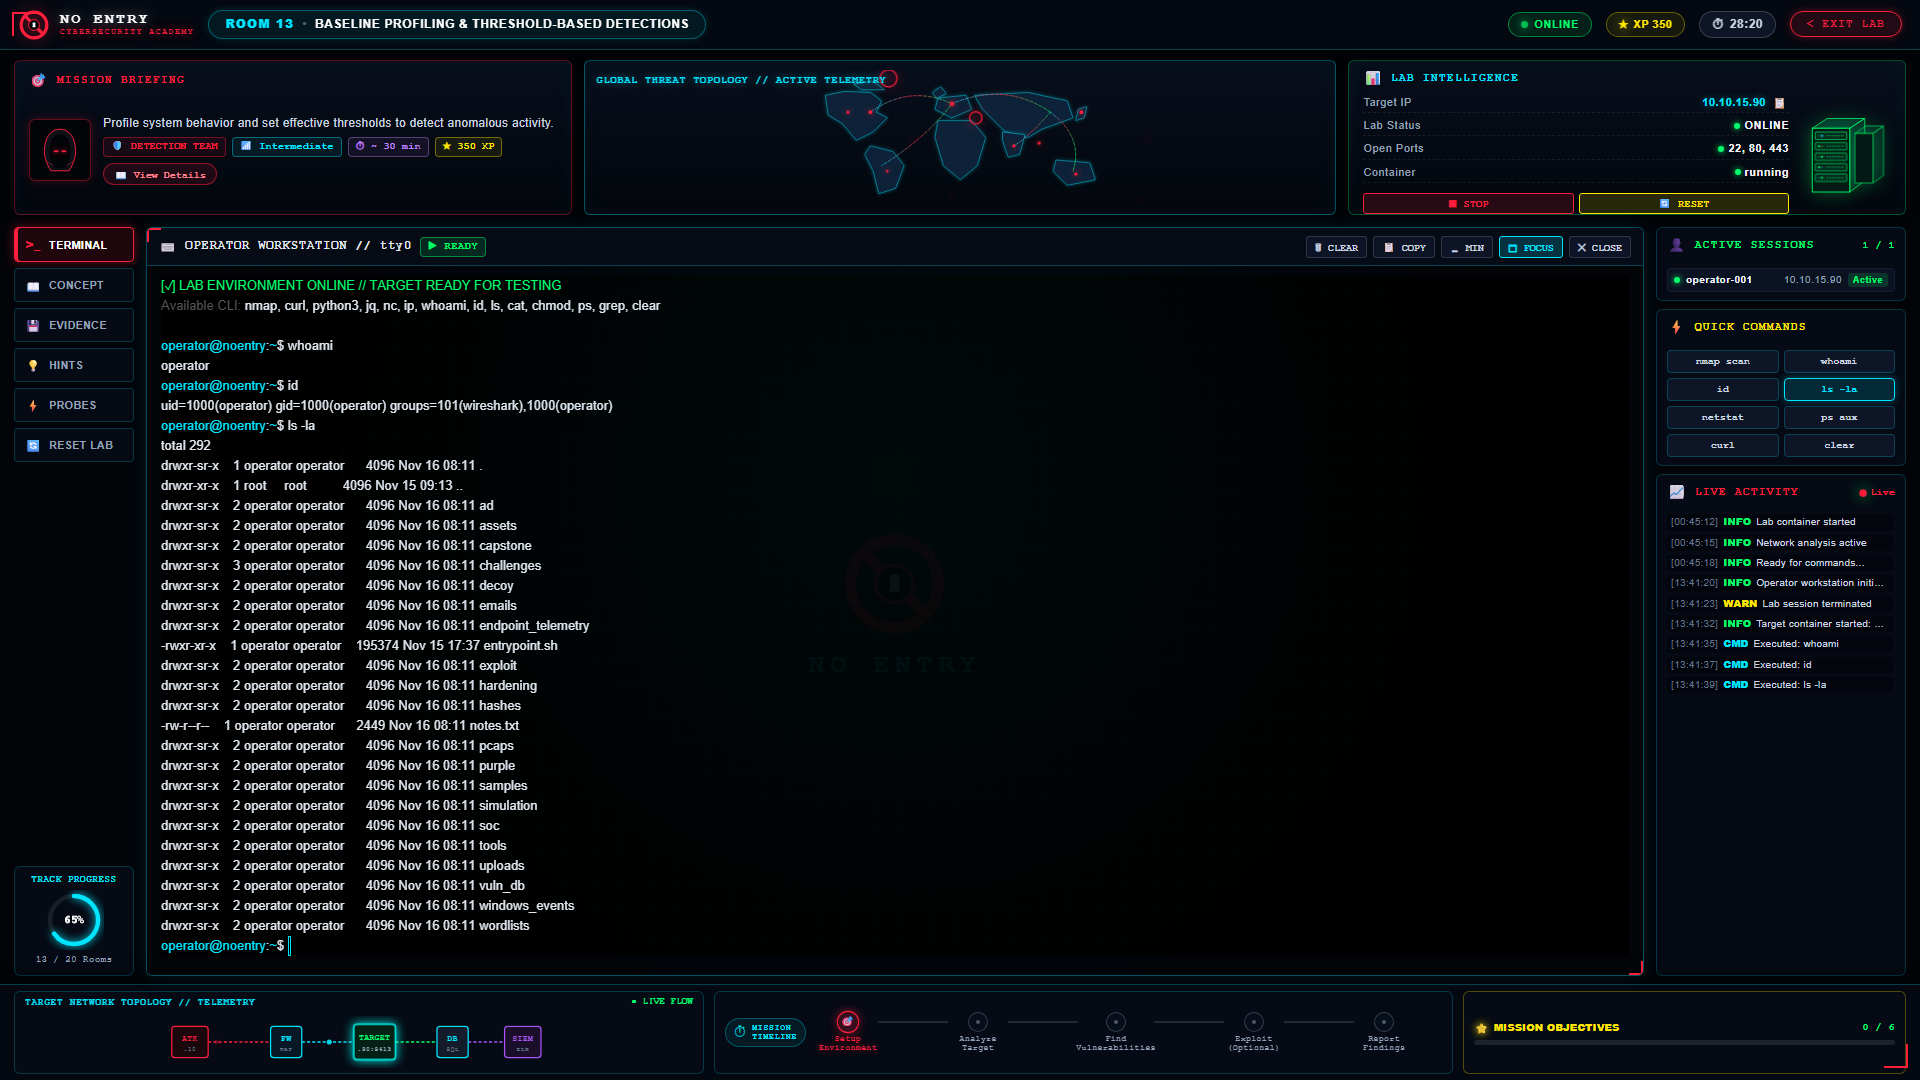 NO ENTRY
CYBERSECURITY ACADEMY
ROOM 13 • BASELINE PROFILING & THRESHOLD-BASED DETECTIONS
ONLINE
★ XP 350
⏱ 28:20
< EXIT LAB
MISSION BRIEFING
Profile system behavior and set effective thresholds to detect anomalous activity.
DETECTION TEAM
Intermediate
~ 30 min
350 XP
View Details
GLOBAL THREAT TOPOLOGY // ACTIVE TELEMETRY
LAB INTELLIGENCE
Target IP 10.10.15.90
Lab Status ONLINE
Open Ports 22, 80, 443
Container running
STOP
RESET
>_ TERMINAL
CONCEPT
EVIDENCE
HINTS
PROBES
RESET LAB
TRACK PROGRESS
65%
13 / 20 Rooms
OPERATOR WORKSTATION // tty0
READY
CLEAR
COPY
MIN
FOCUS
CLOSE
[✓] LAB ENVIRONMENT ONLINE // TARGET READY FOR TESTING
Available CLI: nmap, curl, python3, jq, nc, ip, whoami, id, ls, cat, chmod, ps, grep, clear
operator@noentry:~$ whoami
operator
operator@noentry:~$ id
uid=1000(operator) gid=1000(operator) groups=101(wireshark),1000(operator)
operator@noentry:~$ ls -la
total 292
drwxr-sr-x 1 operator operator 4096 Nov 16 08:11 .
drwxr-xr-x 1 root root 4096 Nov 15 09:13 ..
drwxr-sr-x 2 operator operator 4096 Nov 16 08:11 ad
drwxr-sr-x 2 operator operator 4096 Nov 16 08:11 assets
drwxr-sr-x 2 operator operator 4096 Nov 16 08:11 capstone
drwxr-sr-x 3 operator operator 4096 Nov 16 08:11 challenges
drwxr-sr-x 2 operator operator 4096 Nov 16 08:11 decoy
drwxr-sr-x 2 operator operator 4096 Nov 16 08:11 emails
drwxr-sr-x 2 operator operator 4096 Nov 16 08:11 endpoint_telemetry
-rwxr-xr-x 1 operator operator 195374 Nov 15 17:37 entrypoint.sh
drwxr-sr-x 2 operator operator 4096 Nov 16 08:11 exploit
drwxr-sr-x 2 operator operator 4096 Nov 16 08:11 hardening
drwxr-sr-x 2 operator operator 4096 Nov 16 08:11 hashes
-rw-r--r-- 1 operator operator 2449 Nov 16 08:11 notes.txt
drwxr-sr-x 2 operator operator 4096 Nov 16 08:11 pcaps
drwxr-sr-x 2 operator operator 4096 Nov 16 08:11 purple
drwxr-sr-x 2 operator operator 4096 Nov 16 08:11 samples
drwxr-sr-x 2 operator operator 4096 Nov 16 08:11 simulation
drwxr-sr-x 2 operator operator 4096 Nov 16 08:11 soc
drwxr-sr-x 2 operator operator 4096 Nov 16 08:11 tools
drwxr-sr-x 2 operator operator 4096 Nov 16 08:11 uploads
drwxr-sr-x 2 operator operator 4096 Nov 16 08:11 vuln_db
drwxr-sr-x 2 operator operator 4096 Nov 16 08:11 windows_events
drwxr-sr-x 2 operator operator 4096 Nov 16 08:11 wordlists
operator@noentry:~$
NO ENTRY
ACTIVE SESSIONS 1 / 1
operator-001 10.10.15.90 Active
QUICK COMMANDS
nmap scan
whoami
id
ls -la
netstat
ps aux
curl
clear
LIVE ACTIVITY Live
[00:45:12] INFO Lab container started
[00:45:15] INFO Network analysis active
[00:45:18] INFO Ready for commands...
[13:41:20] INFO Operator workstation initi...
[13:41:23] WARN Lab session terminated
[13:41:32] INFO Target container started: ...
[13:41:35] CMD Executed: whoami
[13:41:37] CMD Executed: id
[13:41:39] CMD Executed: ls -la
TARGET NETWORK TOPOLOGY // TELEMETRY
LIVE FLOW
ATK
.10
FW
TARGET
DB
SIEM
MISSION TIMELINE
Setup Environment
Analyze Target
Find Vulnerabilities
Exploit (Optional)
Report Findings
MISSION OBJECTIVES 0 / 6